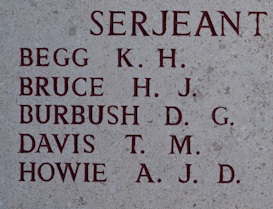 SERJEANT
BEGG K. H.
BRUCE H. J.
BURBUSH D. G.
DAVIS T. M.
HOWIE A. J. D.